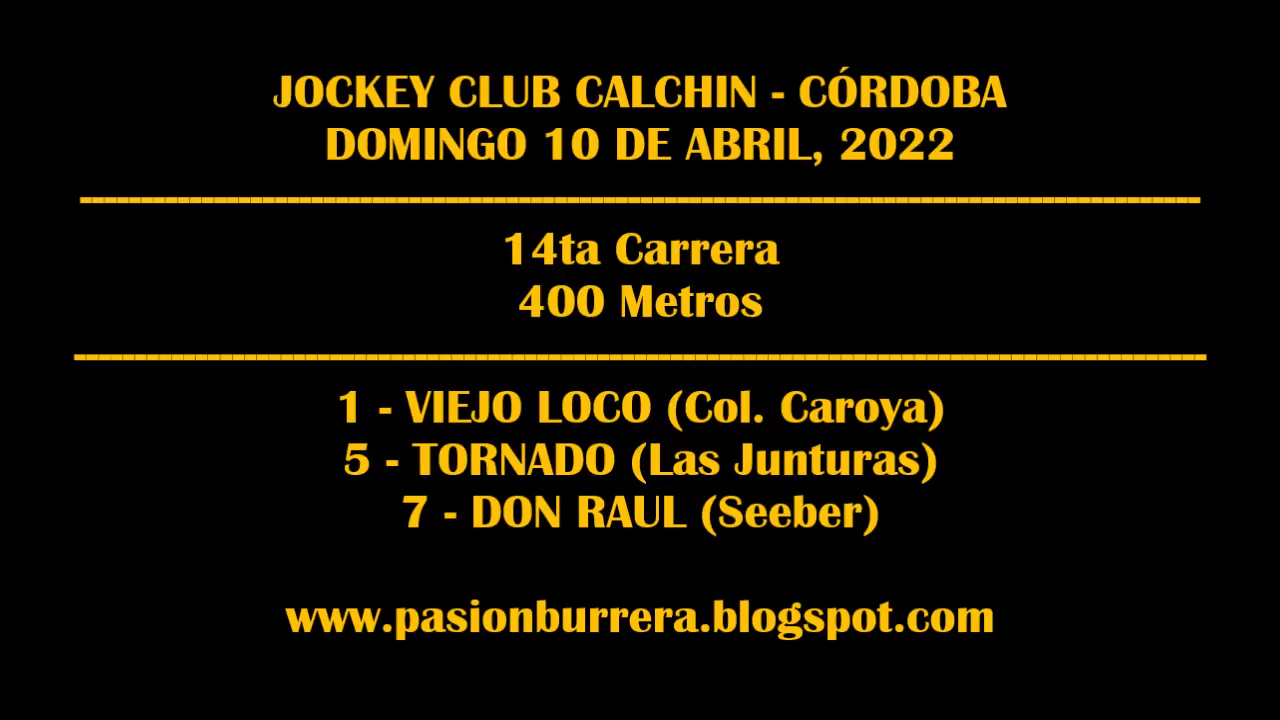 JOCKEY CLUB CALCHIN - CÓRDOBA
DOMINGO 10 DE ABRIL, 2022
14ta Carrera
400 Metros
1 - VIEJO LOCO (Col. Caroya)
5 - TORNADO (Las Junturas)
7 - DON RAUL (Seeber)
www.pasionburrera.blogspot.com